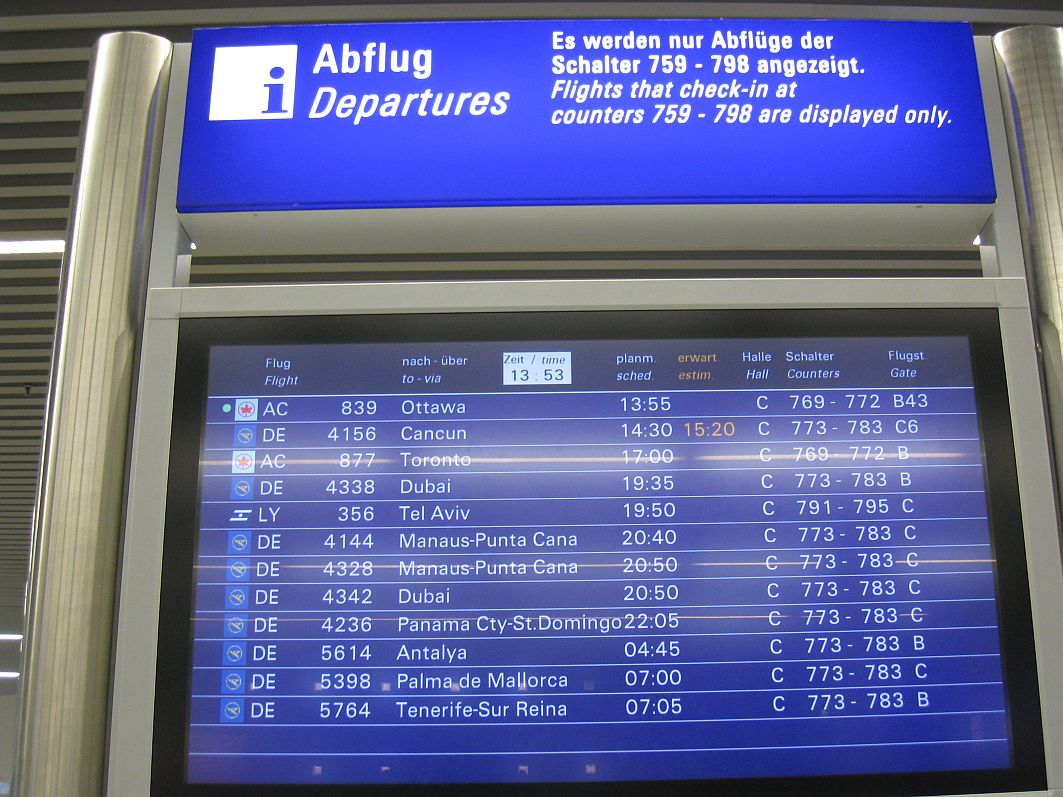 i Abflug
Departures
Es werden nur Abflüge der
Schalter 759 - 798 angezeigt.
Flights that check-in at
counters 759 - 798 are displayed only.
Flug nach - über Zeit / time planm. erwart. Halle Schalter Flugst.
Flight to - via 13 : 53 sched. estim. Hall Counters Gate
AC 839 Ottawa 13:55 C 769 - 772 B43
DE 4156 Cancun 14:30 15:20 C 773 - 783 C6
AC 877 Toronto 17:00 C 769 - 772 B
DE 4338 Dubai 19:35 C 773 - 783 B
LY 356 Tel Aviv 19:50 C 791 - 795 C
DE 4144 Manaus-Punta Cana 20:40 C 773 - 783 C
DE 4328 Manaus-Punta Cana 20:50 C 773 - 783 C
DE 4342 Dubai 20:50 C 773 - 783 C
DE 4236 Panama Cty-St.Domingo 22:05 C 773 - 783 C
DE 5614 Antalya 04:45 C 773 - 783 B
DE 5398 Palma de Mallorca 07:00 C 773 - 783 C
DE 5764 Tenerife-Sur Reina 07:05 C 773 - 783 B